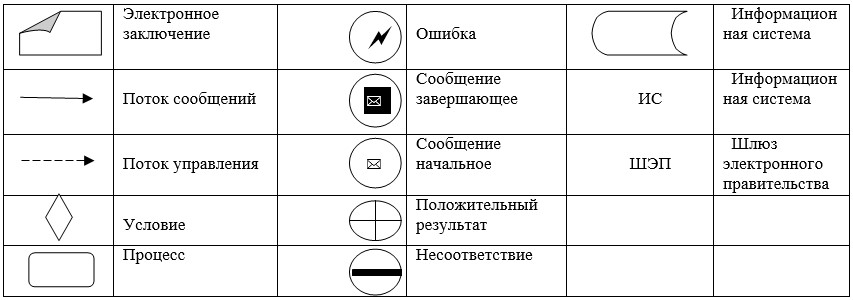 Электронное
заключение
Ошибка
Информацион
ная система
Поток сообщений
Сообщение
завершающее
ИС
Информацион
ная система
Поток управления
Сообщение
начальное
ШЭП
Шлюз
электронного
правительства
Условие
Положительный
результат
Процесс
Несоответствие